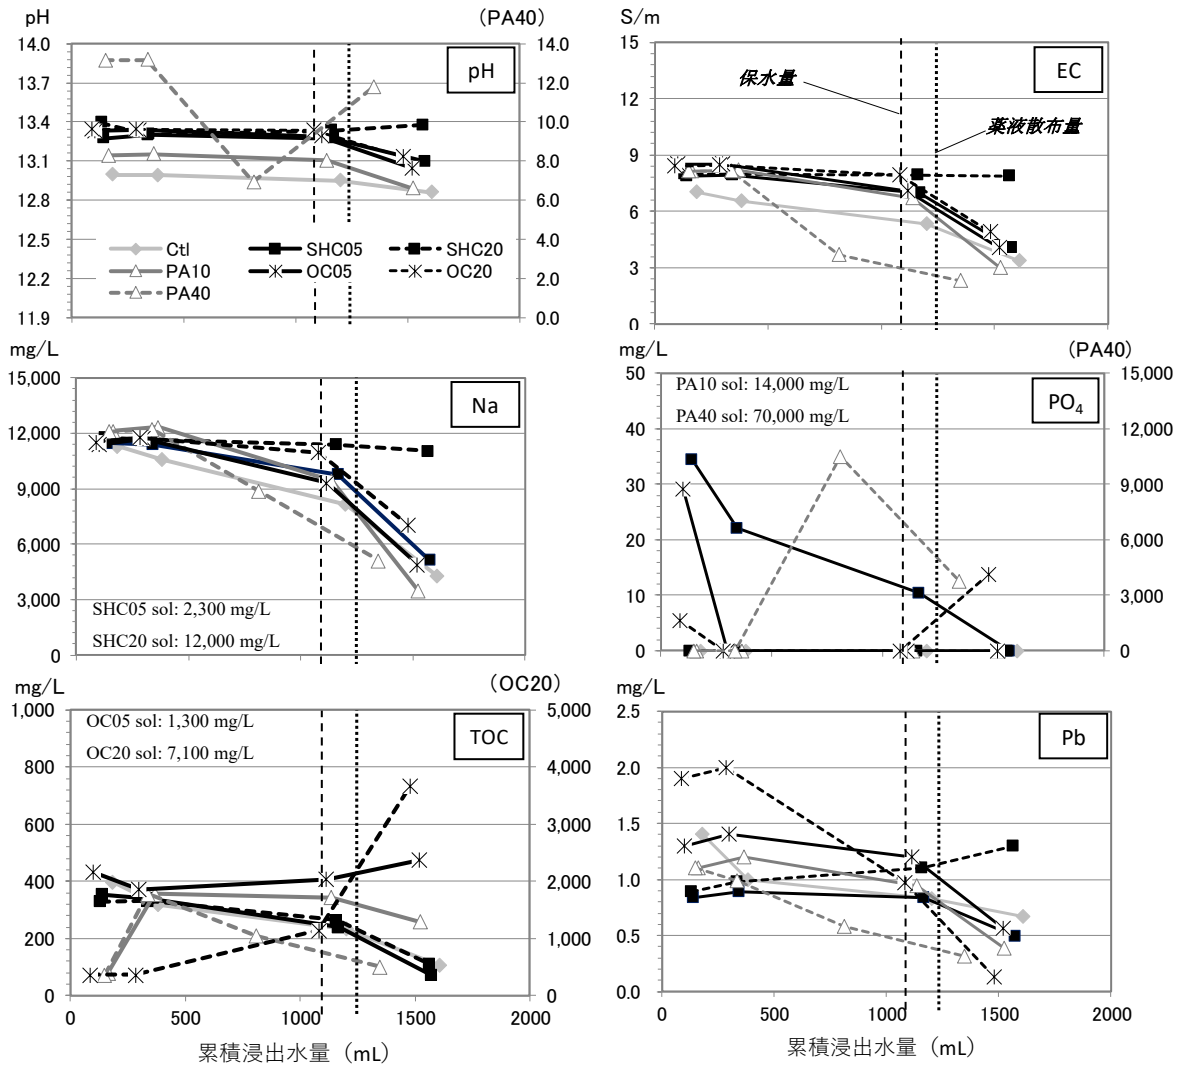 pH
(PA40)
14.0
13.7
13.4
13.1
12.8
12.5
12.2
11.9
14.0
12.0
10.0
8.0
6.0
4.0
2.0
0.0
pH
Ctl
SHC05
SHC20
PA10
OC05
OC20
PA40
S/m
15
12
9
6
3
0
EC
保水量
薬液散布量
mg/L
15,000
12,000
9,000
6,000
3,000
0
Na
SHC05 sol: 2,300 mg/L
SHC20 sol: 12,000 mg/L
mg/L
(PA40)
50
40
30
20
10
0
15,000
12,000
9,000
6,000
3,000
0
PA10 sol: 14,000 mg/L
PA40 sol: 70,000 mg/L
PO4
mg/L
(OC20)
1,000
800
600
400
200
0
5,000
4,000
3,000
2,000
1,000
0
OC05 sol: 1,300 mg/L
OC20 sol: 7,100 mg/L
TOC
0 500 1000 1500 2000
累積浸出水量（mL）
mg/L
2.5
2.0
1.5
1.0
0.5
0.0
Pb
0 500 1000 1500 2000
累積浸出水量（mL）